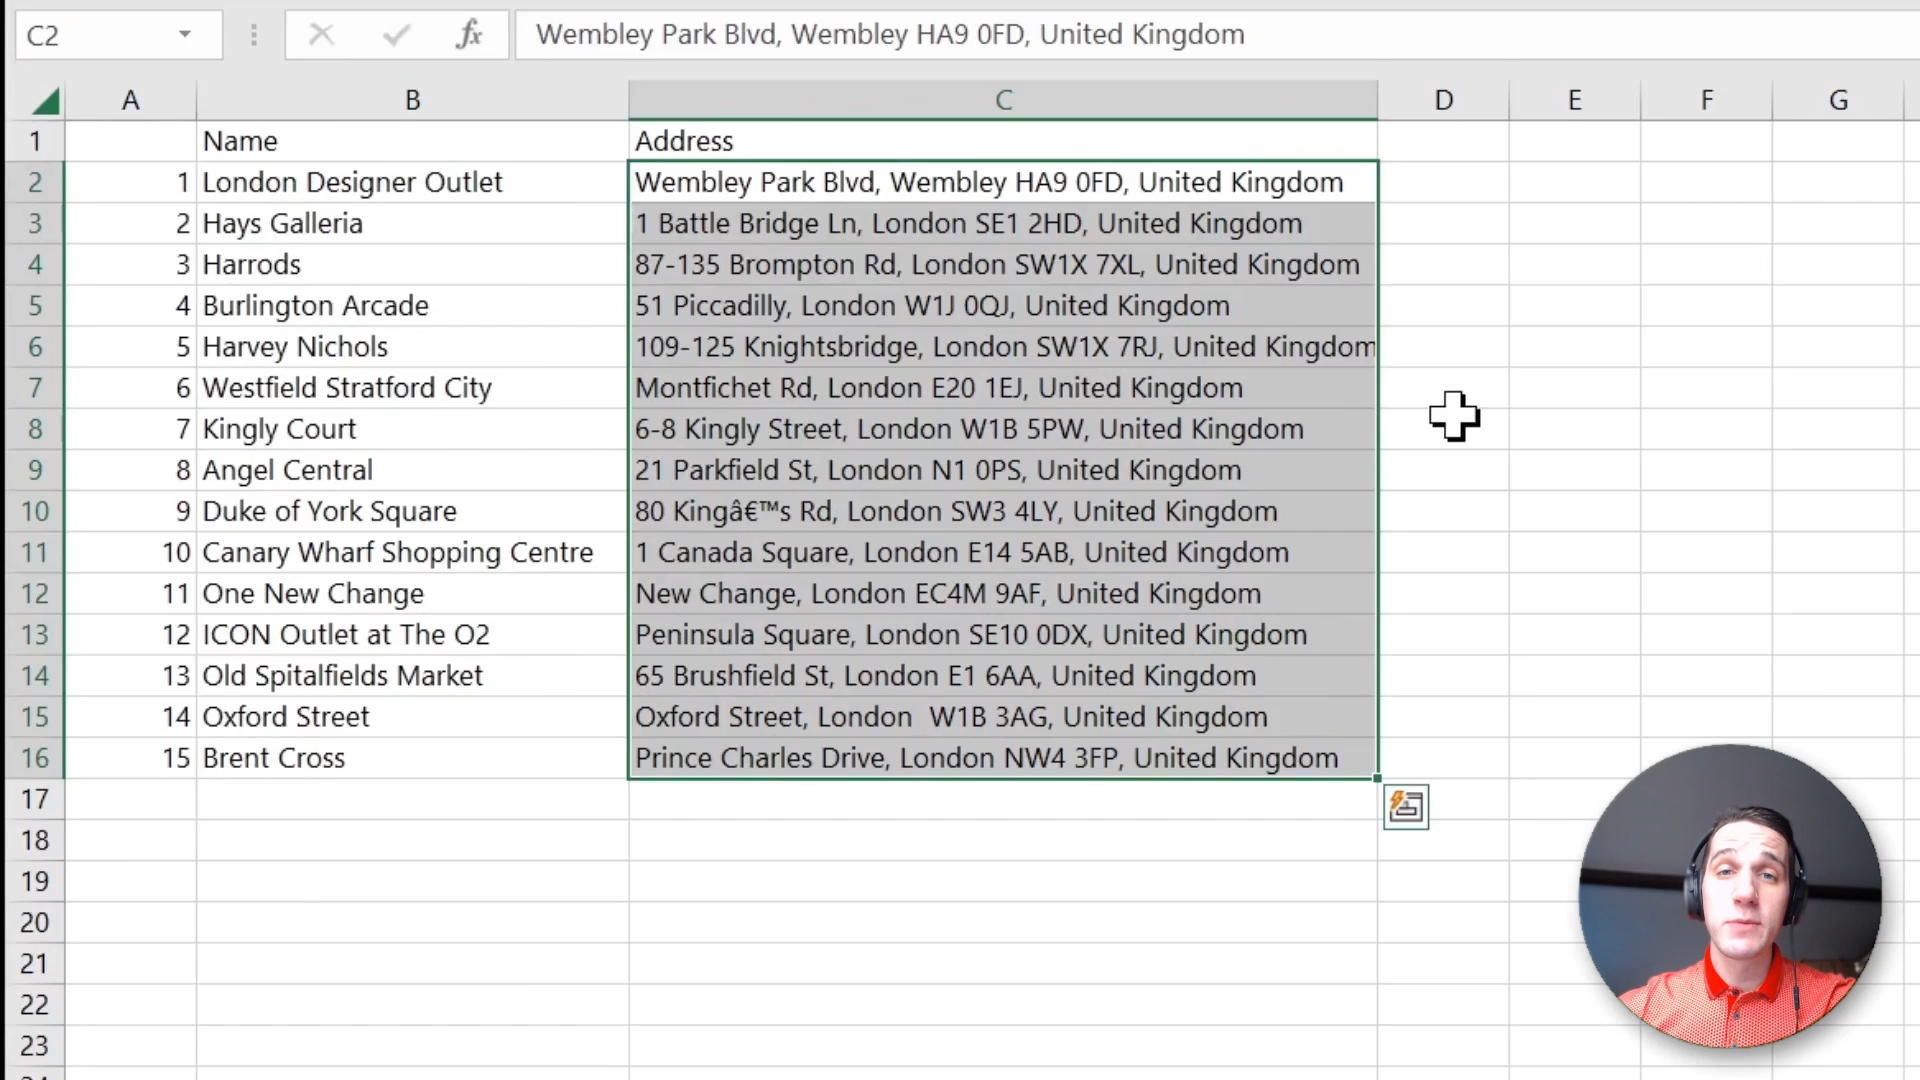 C2 fx Wembley Park Blvd, Wembley HA9 0FD, United Kingdom
A B C D E F G
1 Name Address
2 1 London Designer Outlet Wembley Park Blvd, Wembley HA9 0FD, United Kingdom
3 2 Hays Galleria 1 Battle Bridge Ln, London SE1 2HD, United Kingdom
4 3 Harrods 87-135 Brompton Rd, London SW1X 7XL, United Kingdom
5 4 Burlington Arcade 51 Piccadilly, London W1J 0QJ, United Kingdom
6 5 Harvey Nichols 109-125 Knightsbridge, London SW1X 7RJ, United Kingdom
7 6 Westfield Stratford City Montfichet Rd, London E20 1EJ, United Kingdom
8 7 Kingly Court 6-8 Kingly Street, London W1B 5PW, United Kingdom
9 8 Angel Central 21 Parkfield St, London N1 0PS, United Kingdom
10 9 Duke of York Square 80 Kingâ€™s Rd, London SW3 4LY, United Kingdom
11 10 Canary Wharf Shopping Centre 1 Canada Square, London E14 5AB, United Kingdom
12 11 One New Change New Change, London EC4M 9AF, United Kingdom
13 12 ICON Outlet at The O2 Peninsula Square, London SE10 0DX, United Kingdom
14 13 Old Spitalfields Market 65 Brushfield St, London E1 6AA, United Kingdom
15 14 Oxford Street Oxford Street, London  W1B 3AG, United Kingdom
16 15 Brent Cross Prince Charles Drive, London NW4 3FP, United Kingdom
17
18
19
20
21
22
23